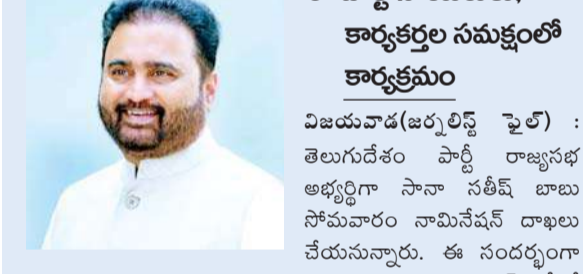 కార్యకర్తల సమక్షంలో
కార్యక్రమం
విజయవాడ(జర్నలిస్ట్ ఫైల్) :
తెలుగుదేశం పార్టీ రాజ్యసభ
అభ్యర్థిగా సానా సతీష్ బాబు
సోమవారం నామినేషన్ దాఖలు
చేయనున్నారు. ఈ సందర్భంగా